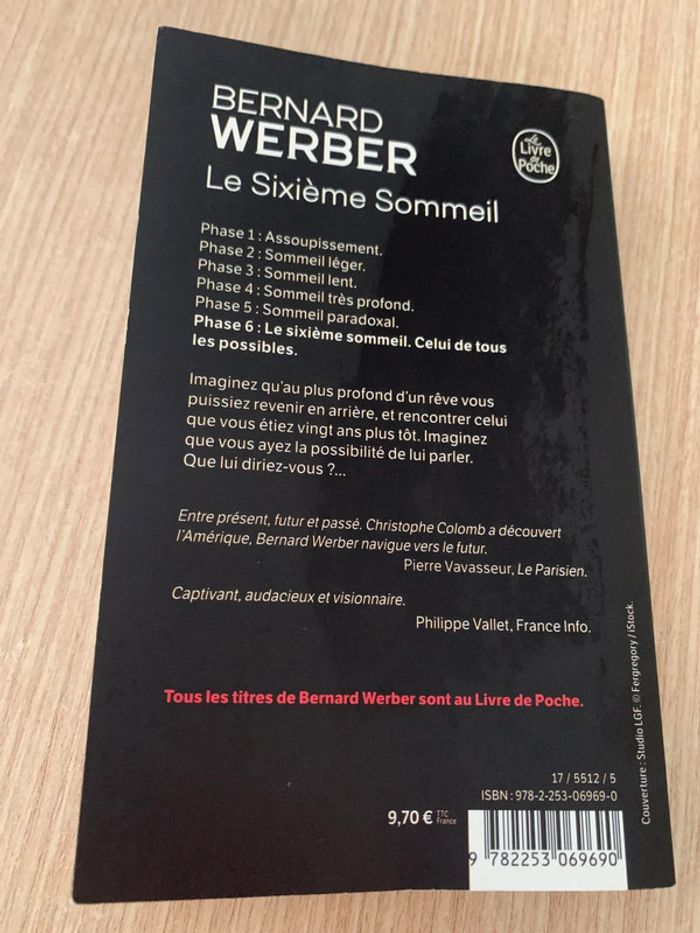 BERNARD
WERBER
Le
Livre
de
Poche
Le Sixième Sommeil
Phase 1 : Assoupissement.
Phase 2 : Sommeil léger.
Phase 3 : Sommeil lent.
Phase 4 : Sommeil très profond.
Phase 5 : Sommeil paradoxal.
Phase 6 : Le sixième sommeil. Celui de tous
les possibles.
Imaginez qu'au plus profond d'un rêve vous
puissiez revenir en arrière, et rencontrer celui
que vous étiez vingt ans plus tôt. Imaginez
que vous ayez la possibilité de lui parler.
Que lui diriez-vous ?...
Entre présent, futur et passé. Christophe Colomb a découvert
l'Amérique, Bernard Werber navigue vers le futur.
Pierre Vavasseur, Le Parisien.
Captivant, audacieux et visionnaire.
Philippe Vallet, France Info.
Tous les titres de Bernard Werber sont au Livre de Poche.
Couverture : Studio LGF. © Fergregory / iStock.
17 / 5512 / 5
ISBN : 978-2-253-06969-0
9,70 € TTC
France
9 782253 069690